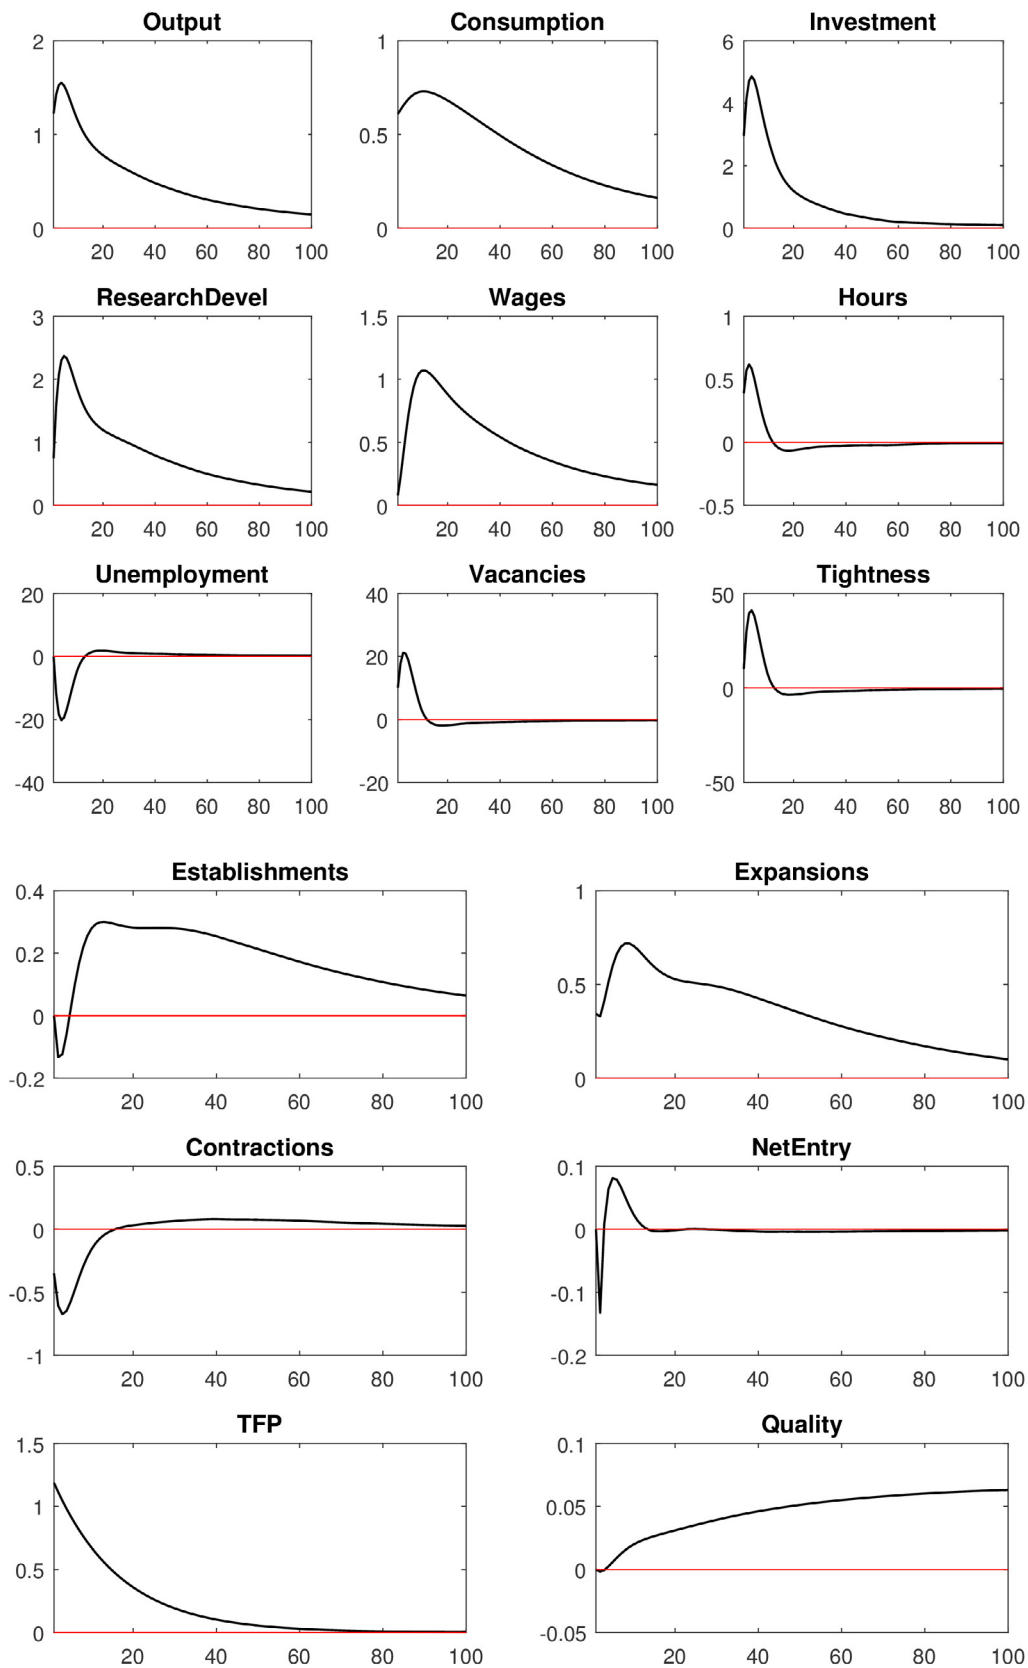 Output Consumption Investment
2 1 6
4
1 0.5
2
0 0 0
20 40 60 80 100 20 40 60 80 100 20 40 60 80 100
ResearchDevel Wages Hours
3 1.5 1
2 1 0.5
1 0.5 0
0 0 -0.5
20 40 60 80 100 20 40 60 80 100 20 40 60 80 100
Unemployment Vacancies Tightness
20 40 50
0 20
0
-20 0
-40 -20 -50
20 40 60 80 100 20 40 60 80 100 20 40 60 80 100
Establishments Expansions
0.4 1
0.2
0.5
0
-0.2 0
20 40 60 80 100 20 40 60 80 100
Contractions NetEntry
0.5 0.1
0 0
-0.5 -0.1
-1 -0.2
20 40 60 80 100 20 40 60 80 100
TFP Quality
1.5 0.1
1 0.05
0.5 0
0 -0.05
20 40 60 80 100 20 40 60 80 100